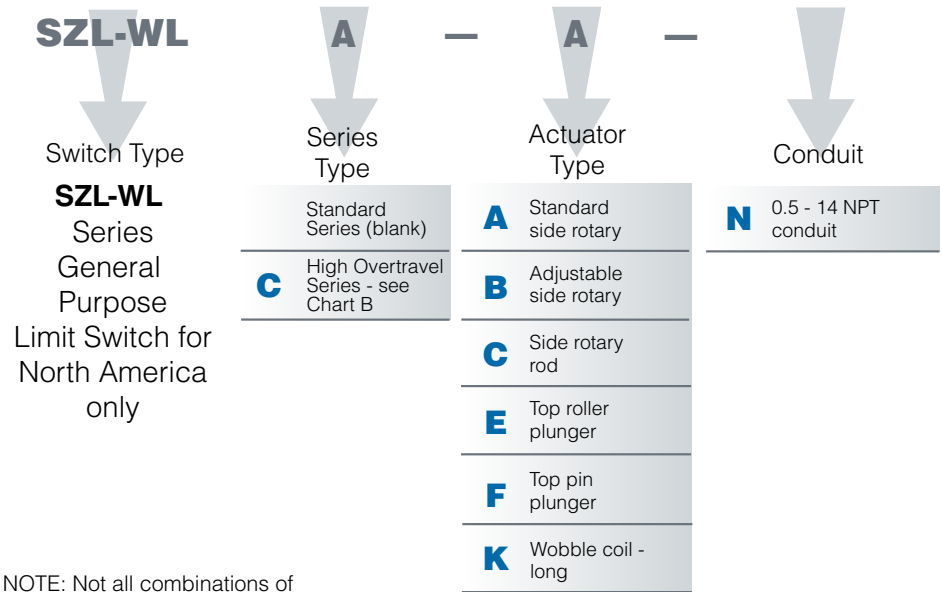 SZL-WL A — A —
Switch Type
SZL-WL
Series
General
Purpose
Limit Switch for
North America
only
Series
Type
Standard
Series (blank)
C High Overtravel
Series - see
Chart B
Actuator
Type
A Standard
side rotary
B Adjustable
side rotary
C Side rotary
rod
E Top roller
plunger
F Top pin
plunger
K Wobble coil -
long
Conduit
N 0.5 - 14 NPT
conduit
NOTE: Not all combinations of